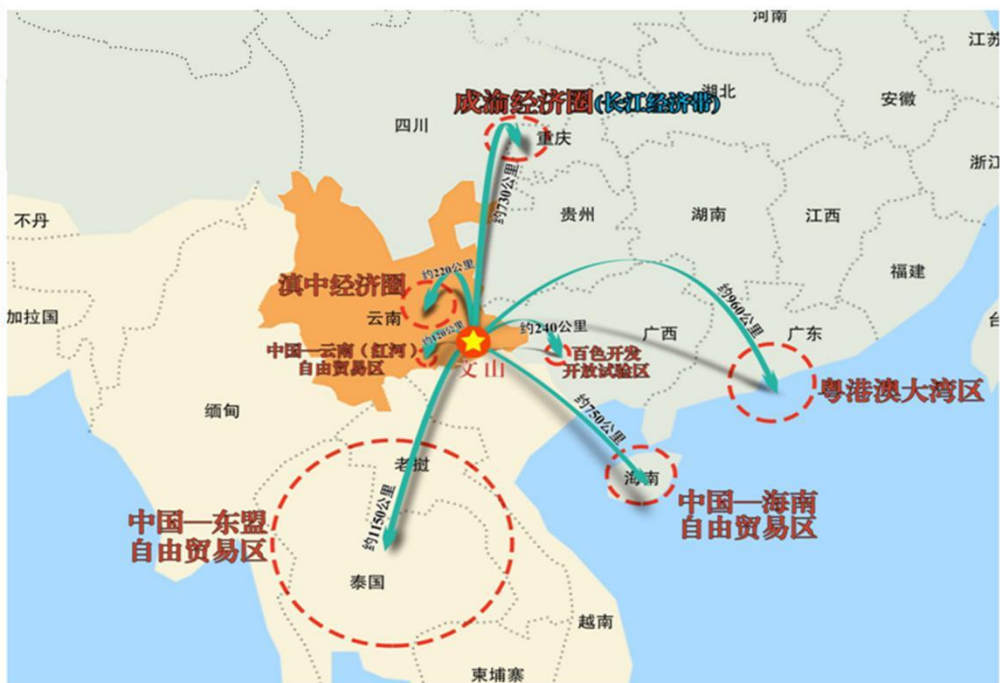 河南
江苏
成渝经济圈(长江经济带)
湖北
安徽
四川
重庆
浙江
约730公里
不丹
贵州
湖南
江西
约220公里
福建
滇中经济圈
约960公里
加拉国
云南
约120公里
约240公里
广西
广东
台
中国—云南(红河)
自由贸易区
文山
百色开发
开放试验区
粤港澳大湾区
缅甸
约750公里
老挝
海南
中国—海南
自由贸易区
约1150公里
中国—东盟
自由贸易区
泰国
越南
柬埔寨